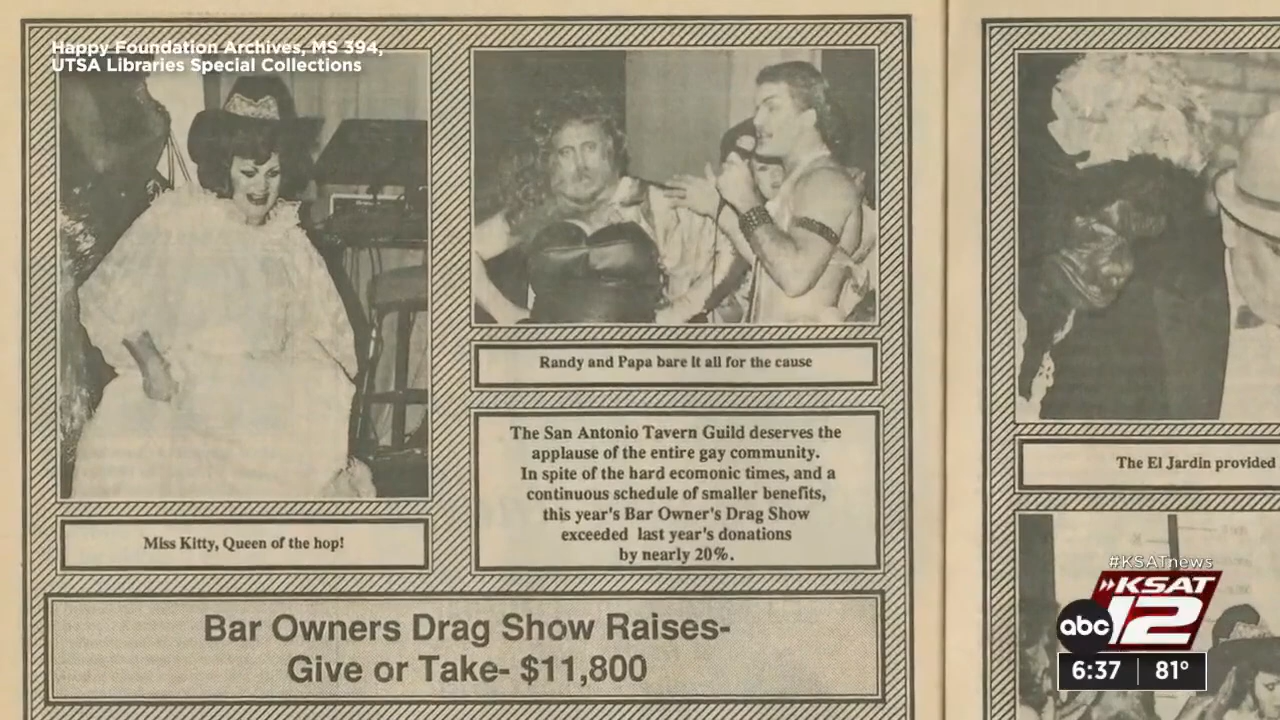 Happy Foundation Archives, MS 394,
UTSA Libraries Special Collections
Randy and Papa bare it all for the cause
The San Antonio Tavern Guild deserves the
applause of the entire gay community.
In spite of the hard ecomonic times, and a
continuous schedule of smaller benefits,
this year's Bar Owner's Drag Show
exceeded last year's donations
by nearly 20%.
Miss Kitty, Queen of the hop!
Bar Owners Drag Show Raises-
Give or Take- $11,800
The El Jardin provided
#KSATnews
»KSAT
abc 12
6:37 81°